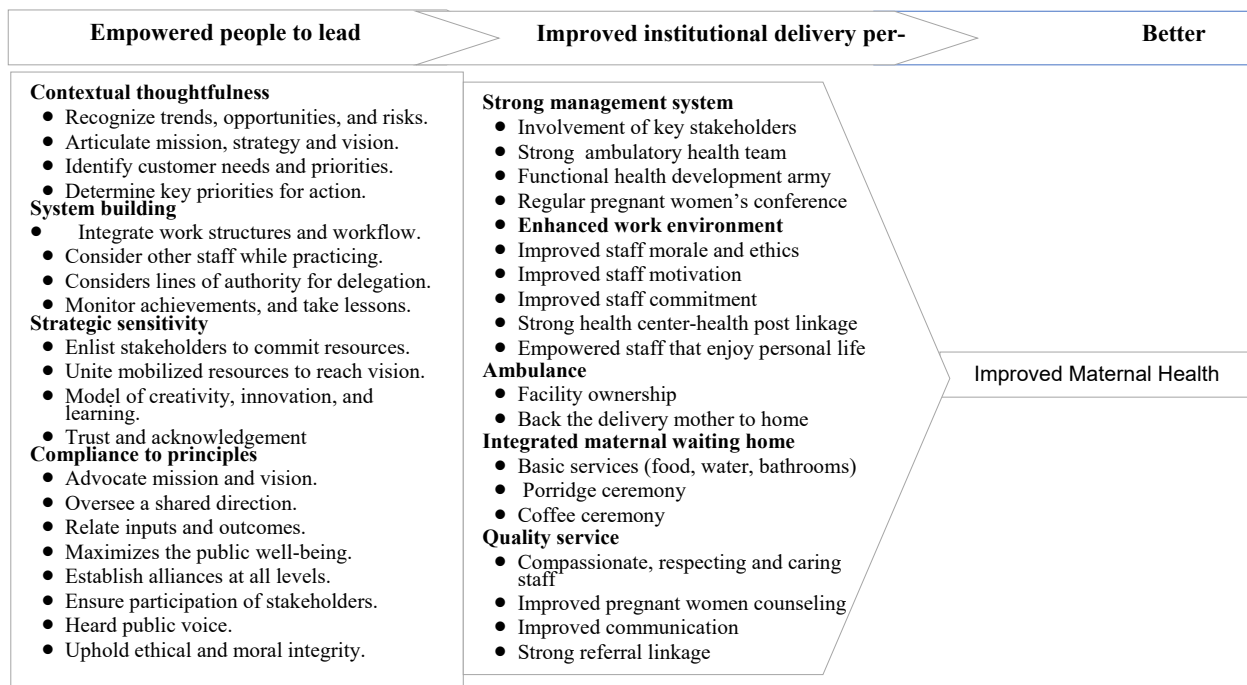 Empowered people to lead
Improved institutional delivery per-
Better
Contextual thoughtfulness
● Recognize trends, opportunities, and risks.
● Articulate mission, strategy and vision.
● Identify customer needs and priorities.
● Determine key priorities for action.
System building
● Integrate work structures and workflow.
● Consider other staff while practicing.
● Considers lines of authority for delegation.
● Monitor achievements, and take lessons.
Strategic sensitivity
● Enlist stakeholders to commit resources.
● Unite mobilized resources to reach vision.
● Model of creativity, innovation, and
learning.
● Trust and acknowledgement
Compliance to principles
● Advocate mission and vision.
● Oversee a shared direction.
● Relate inputs and outcomes.
● Maximizes the public well-being.
● Establish alliances at all levels.
● Ensure participation of stakeholders.
● Heard public voice.
● Uphold ethical and moral integrity.
Strong management system
● Involvement of key stakeholders
● Strong ambulatory health team
● Functional health development army
● Regular pregnant women’s conference
● Enhanced work environment
● Improved staff morale and ethics
● Improved staff motivation
● Improved staff commitment
● Strong health center-health post linkage
● Empowered staff that enjoy personal life
Ambulance
● Facility ownership
● Back the delivery mother to home
Integrated maternal waiting home
● Basic services (food, water, bathrooms)
● Porridge ceremony
● Coffee ceremony
Quality service
● Compassionate, respecting and caring
staff
● Improved pregnant women counseling
● Improved communication
● Strong referral linkage
Improved Maternal Health